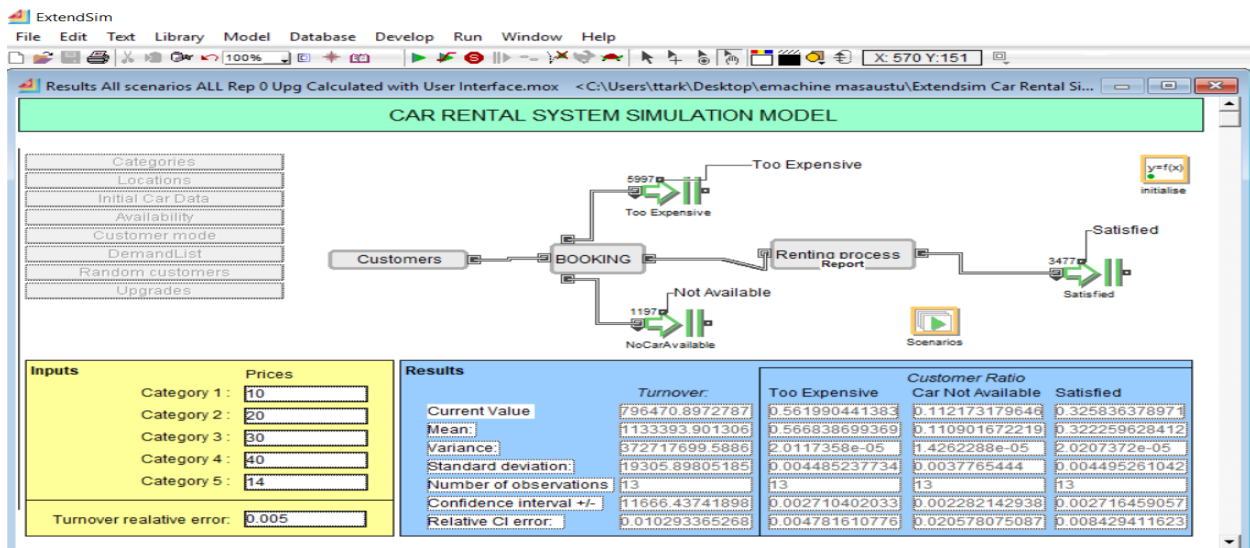 ExtendSim
File Edit Text Library Model Database Develop Run Window Help
100% X: 570 Y:151
Results All scenarios ALL Rep 0 Upg Calculated with User Interface.mox <C:\Users\ttark\Desktop\emachine masaustu\Extendsim Car Rental Si...
CAR RENTAL SYSTEM SIMULATION MODEL
Categories
Locations
Initial Car Data
Availability
Customer mode
DemandList
Random customers
Upgrades
Too Expensive
5997
Too Expensive
y=f(x)
initialise
Customers
BOOKING
Renting process
Report
Satisfied
3477
Satisfied
Not Available
1197
NoCarAvailable
Scenarios
Inputs
Prices
Category 1 : 10
Category 2 : 20
Category 3 : 30
Category 4 : 40
Category 5 : 14
Turnover realative error: 0.005
Results
Customer Ratio
Turnover: Too Expensive Car Not Available Satisfied
Current Value 796470.8972787 0.561990441383 0.112173179646 0.325836378971
Mean: 1133393.901306 0.566838699369 0.110901672219 0.322259628412
Variance: 372717699.5886 2.0117358e-05 1.4262288e-05 2.0207372e-05
Standard deviation: 19305.89805185 0.004485237734 0.0037765444 0.004495261042
Number of observations 13 13 13 13
Confidence interval +/- 11666.43741898 0.002710402033 0.002282142938 0.002716459057
Relative CI error: 0.010293365268 0.004781610776 0.020578075087 0.008429411623